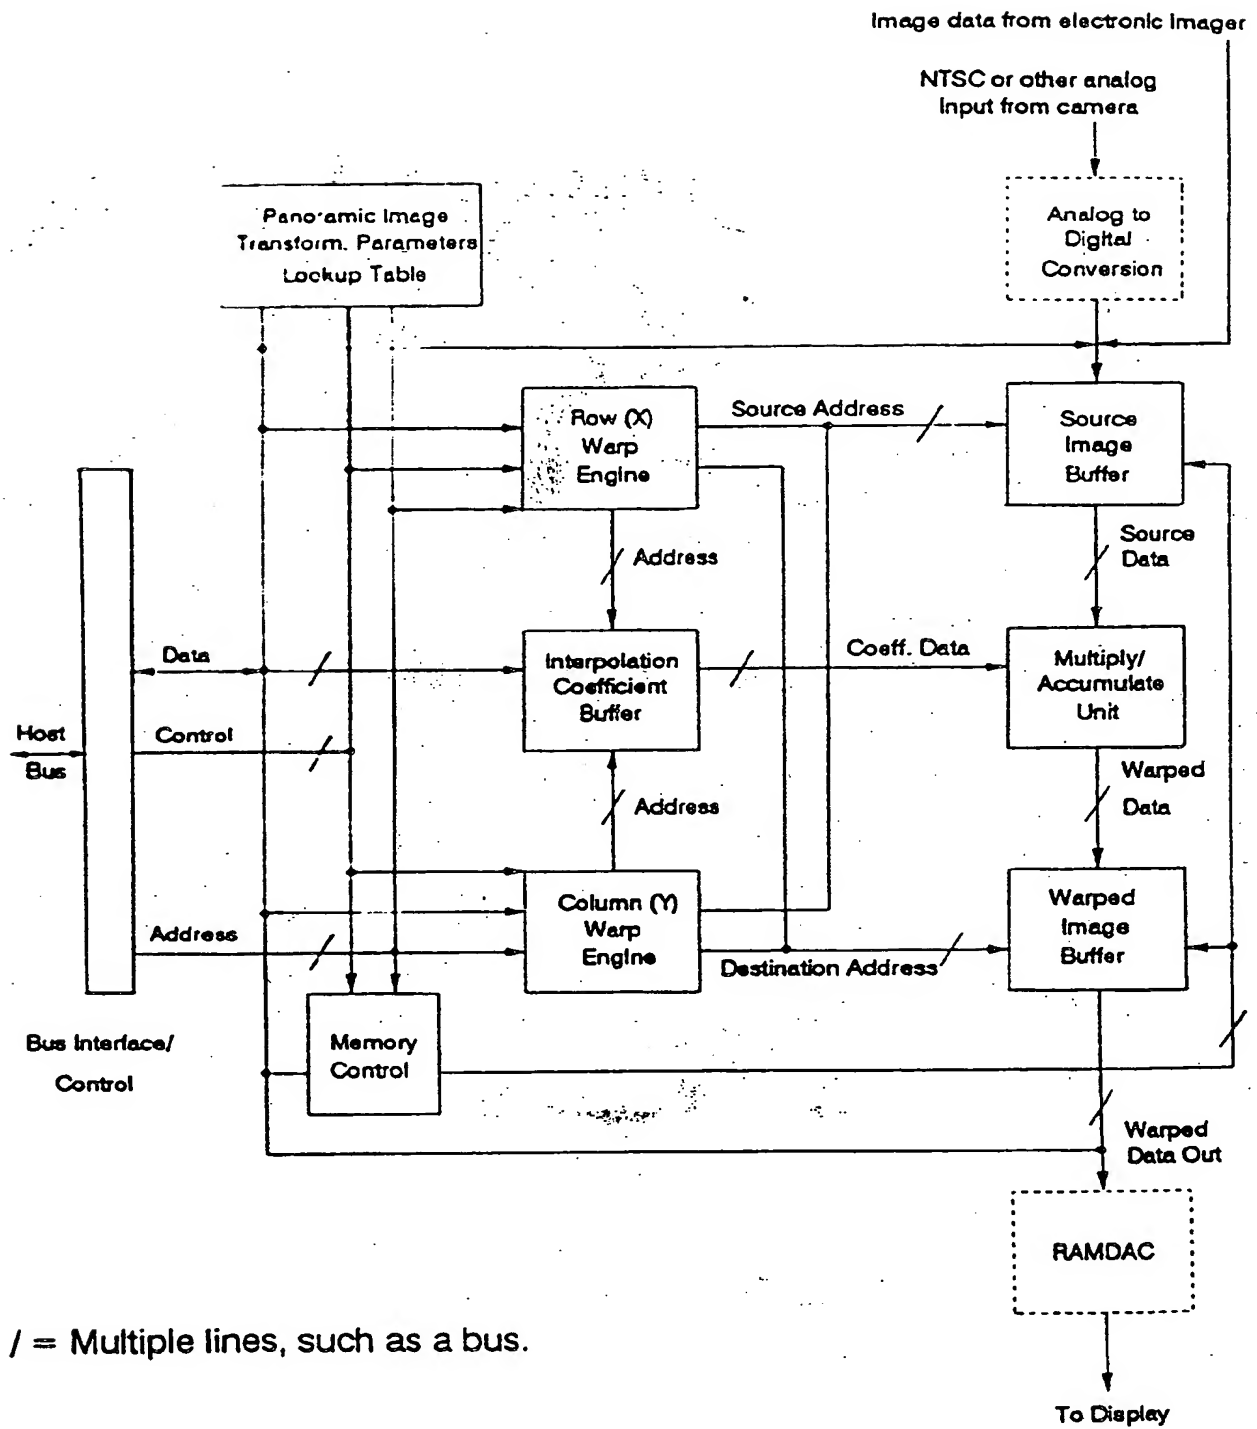 Image data from electronic imager
NTSC or other analog
Input from camera
Analog to
Digital
Conversion
Panoramic Image
Transform. Parameters
Lockup Table
Row (X)
Warp
Engine
Source Address
Source
Image
Buffer
Address
Source
Data
Data
Interpolation
Coefficient
Buffer
Coeff. Data
Multiply/
Accumulate
Unit
Host
Bus
Control
Address
Warped
Data
Address
Column (Y)
Warp
Engine
Destination Address
Warped
Image
Buffer
Bus Interface/
Control
Memory
Control
Warped
Data Out
RAMDAC
/ = Multiple lines, such as a bus.
To Display